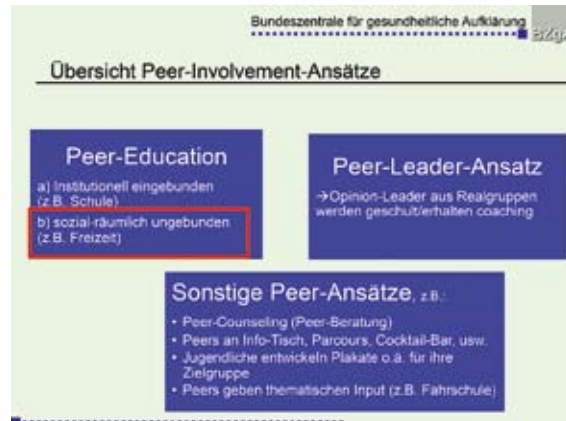 Bundeszentrale für gesundheitliche Aufklärung
BZgA
Übersicht Peer-Involvement-Ansätze
Peer-Education
a) Institutionell eingebunden
(z.B. Schule)
b) sozial-räumlich ungebunden
(z.B. Freizeit)
Peer-Leader-Ansatz
→Opinion-Leader aus Realgruppen
werden geschult/erhalten coaching
Sonstige Peer-Ansätze, z.B.:
• Peer-Counseling (Peer-Beratung)
• Peers an Info-Tisch, Parcours, Cocktail-Bar, usw.
• Jugendliche entwickeln Plakate o.ä. für ihre
Zielgruppe
• Peers geben thematischen Input (z.B. Fahrschule)